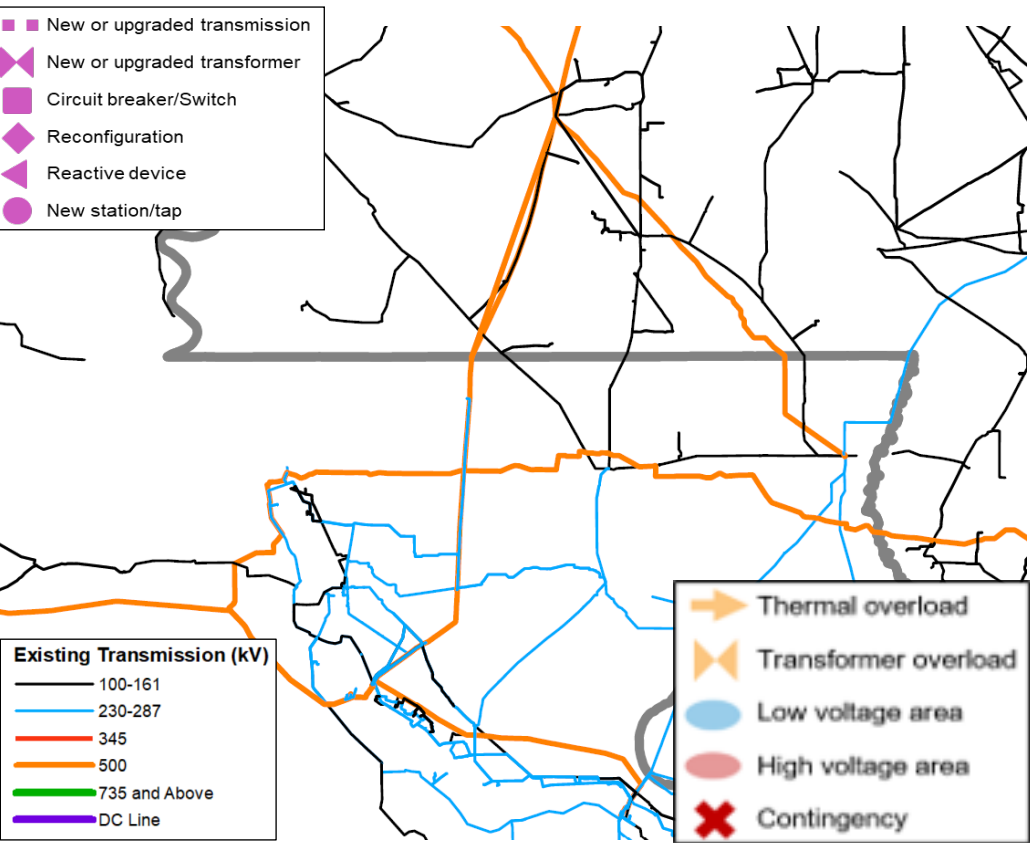 New or upgraded transmission
New or upgraded transformer
Circuit breaker/Switch
Reconfiguration
Reactive device
New station/tap
Existing Transmission (kV)
100-161
230-287
345
500
735 and Above
DC Line
Thermal overload
Transformer overload
Low voltage area
High voltage area
Contingency